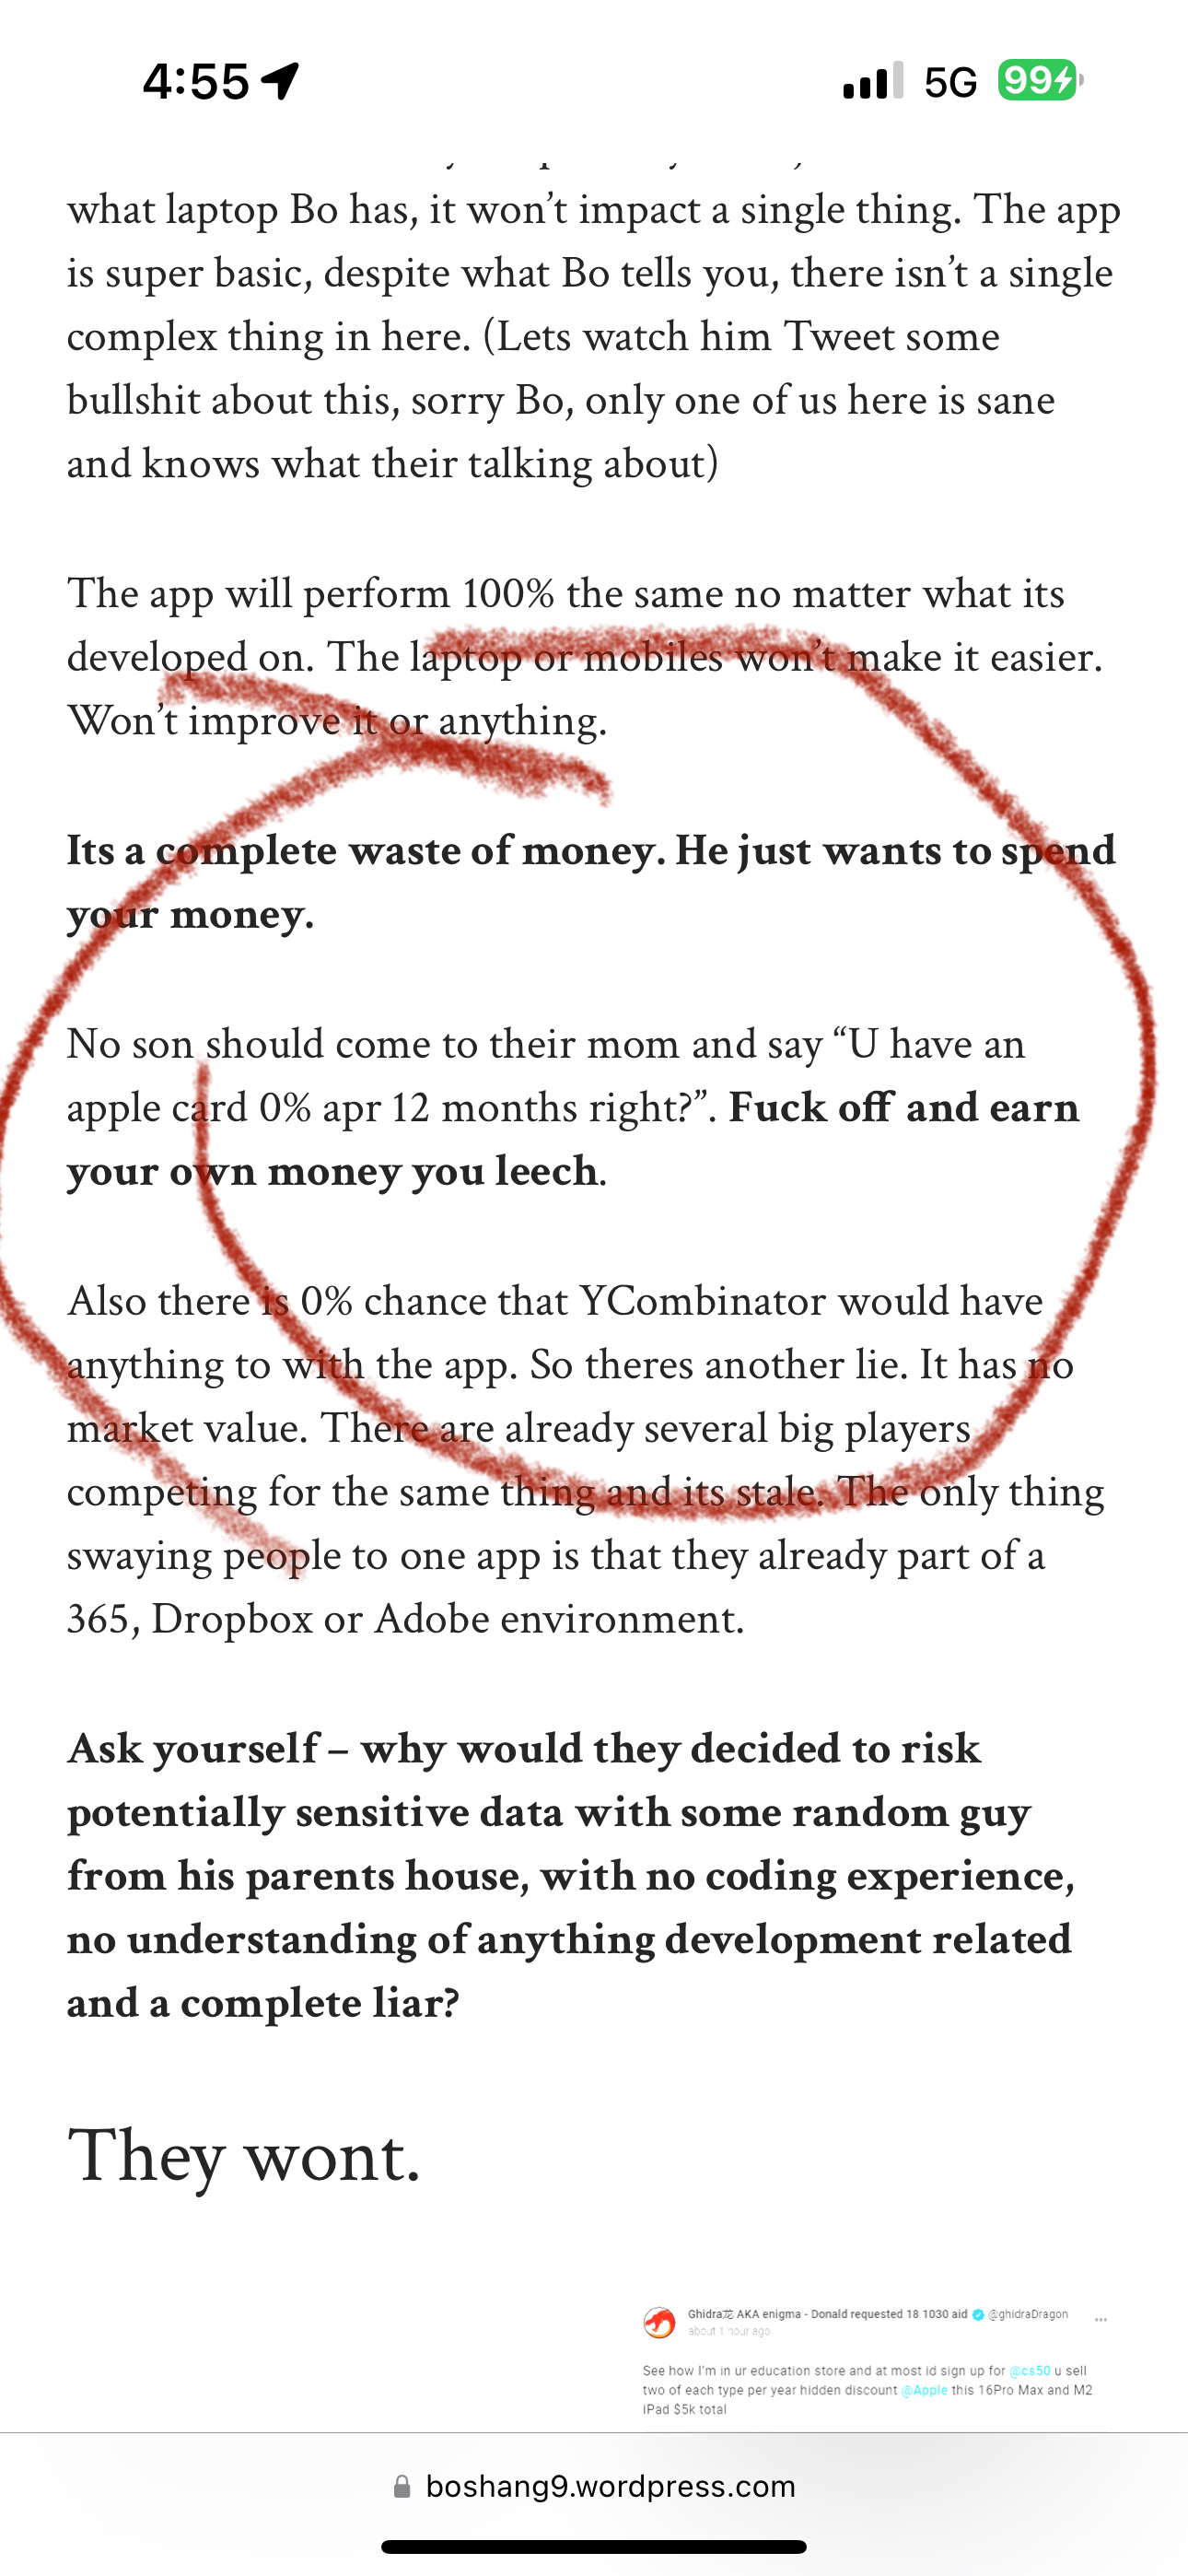 4:55
5G 99
what laptop Bo has, it won’t impact a single thing. The app
is super basic, despite what Bo tells you, there isn’t a single
complex thing in here. (Lets watch him Tweet some
bullshit about this, sorry Bo, only one of us here is sane
and knows what their talking about)
The app will perform 100% the same no matter what its
developed on. The laptop or mobiles won’t make it easier.
Won’t improve it or anything.
Its a complete waste of money. He just wants to spend
your money.
No son should come to their mom and say “U have an
apple card 0% apr 12 months right?”. Fuck off and earn
your own money you leech.
Also there is 0% chance that YCombinator would have
anything to with the app. So theres another lie. It has no
market value. There are already several big players
competing for the same thing and its stale. The only thing
swaying people to one app is that they already part of a
365, Dropbox or Adobe environment.
Ask yourself – why would they decided to risk
potentially sensitive data with some random guy
from his parents house, with no coding experience,
no understanding of anything development related
and a complete liar?
They wont.
Ghidra龙 AKA enigma - Donald requested 18 1030 aid @ghidraDragon
about 1 hour ago
See how I'm in ur education store and at most id sign up for @cs50 u sell
two of each type per year hidden discount @Apple this 16Pro Max and M2
iPad $5k total
boshang9.wordpress.com